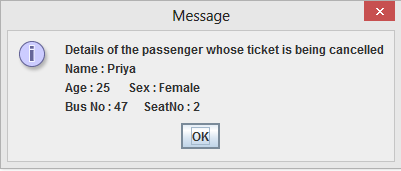 Message
Details of the passenger whose ticket is being cancelled
Name : Priya
Age : 25 Sex : Female
Bus No : 47 SeatNo : 2
OK